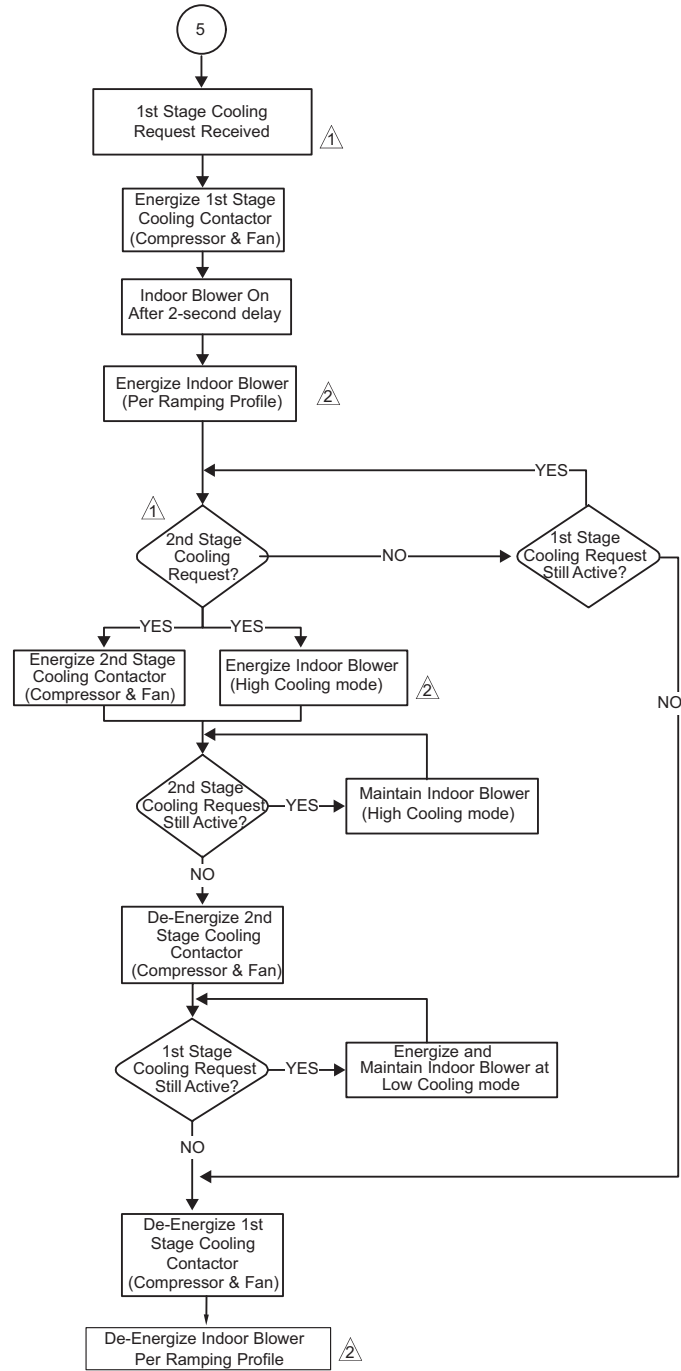 5
1st Stage Cooling
Request Received
1
Energize 1st Stage
Cooling Contactor
(Compressor & Fan)
Indoor Blower On
After 2-second delay
Energize Indoor Blower
(Per Ramping Profile)
2
YES
1
2nd Stage
Cooling
Request?
NO
1st Stage
Cooling Request
Still Active?
YES
YES
NO
Energize 2nd Stage
Cooling Contactor
(Compressor & Fan)
Energize Indoor Blower
(High Cooling mode)
2
2nd Stage
Cooling Request
Still Active?
YES
Maintain Indoor Blower
(High Cooling mode)
NO
De-Energize 2nd
Stage Cooling
Contactor
(Compressor & Fan)
1st Stage
Cooling Request
Still Active?
YES
Energize and
Maintain Indoor Blower at
Low Cooling mode
NO
De-Energize 1st
Stage Cooling
Contactor
(Compressor & Fan)
De-Energize Indoor Blower
Per Ramping Profile
2